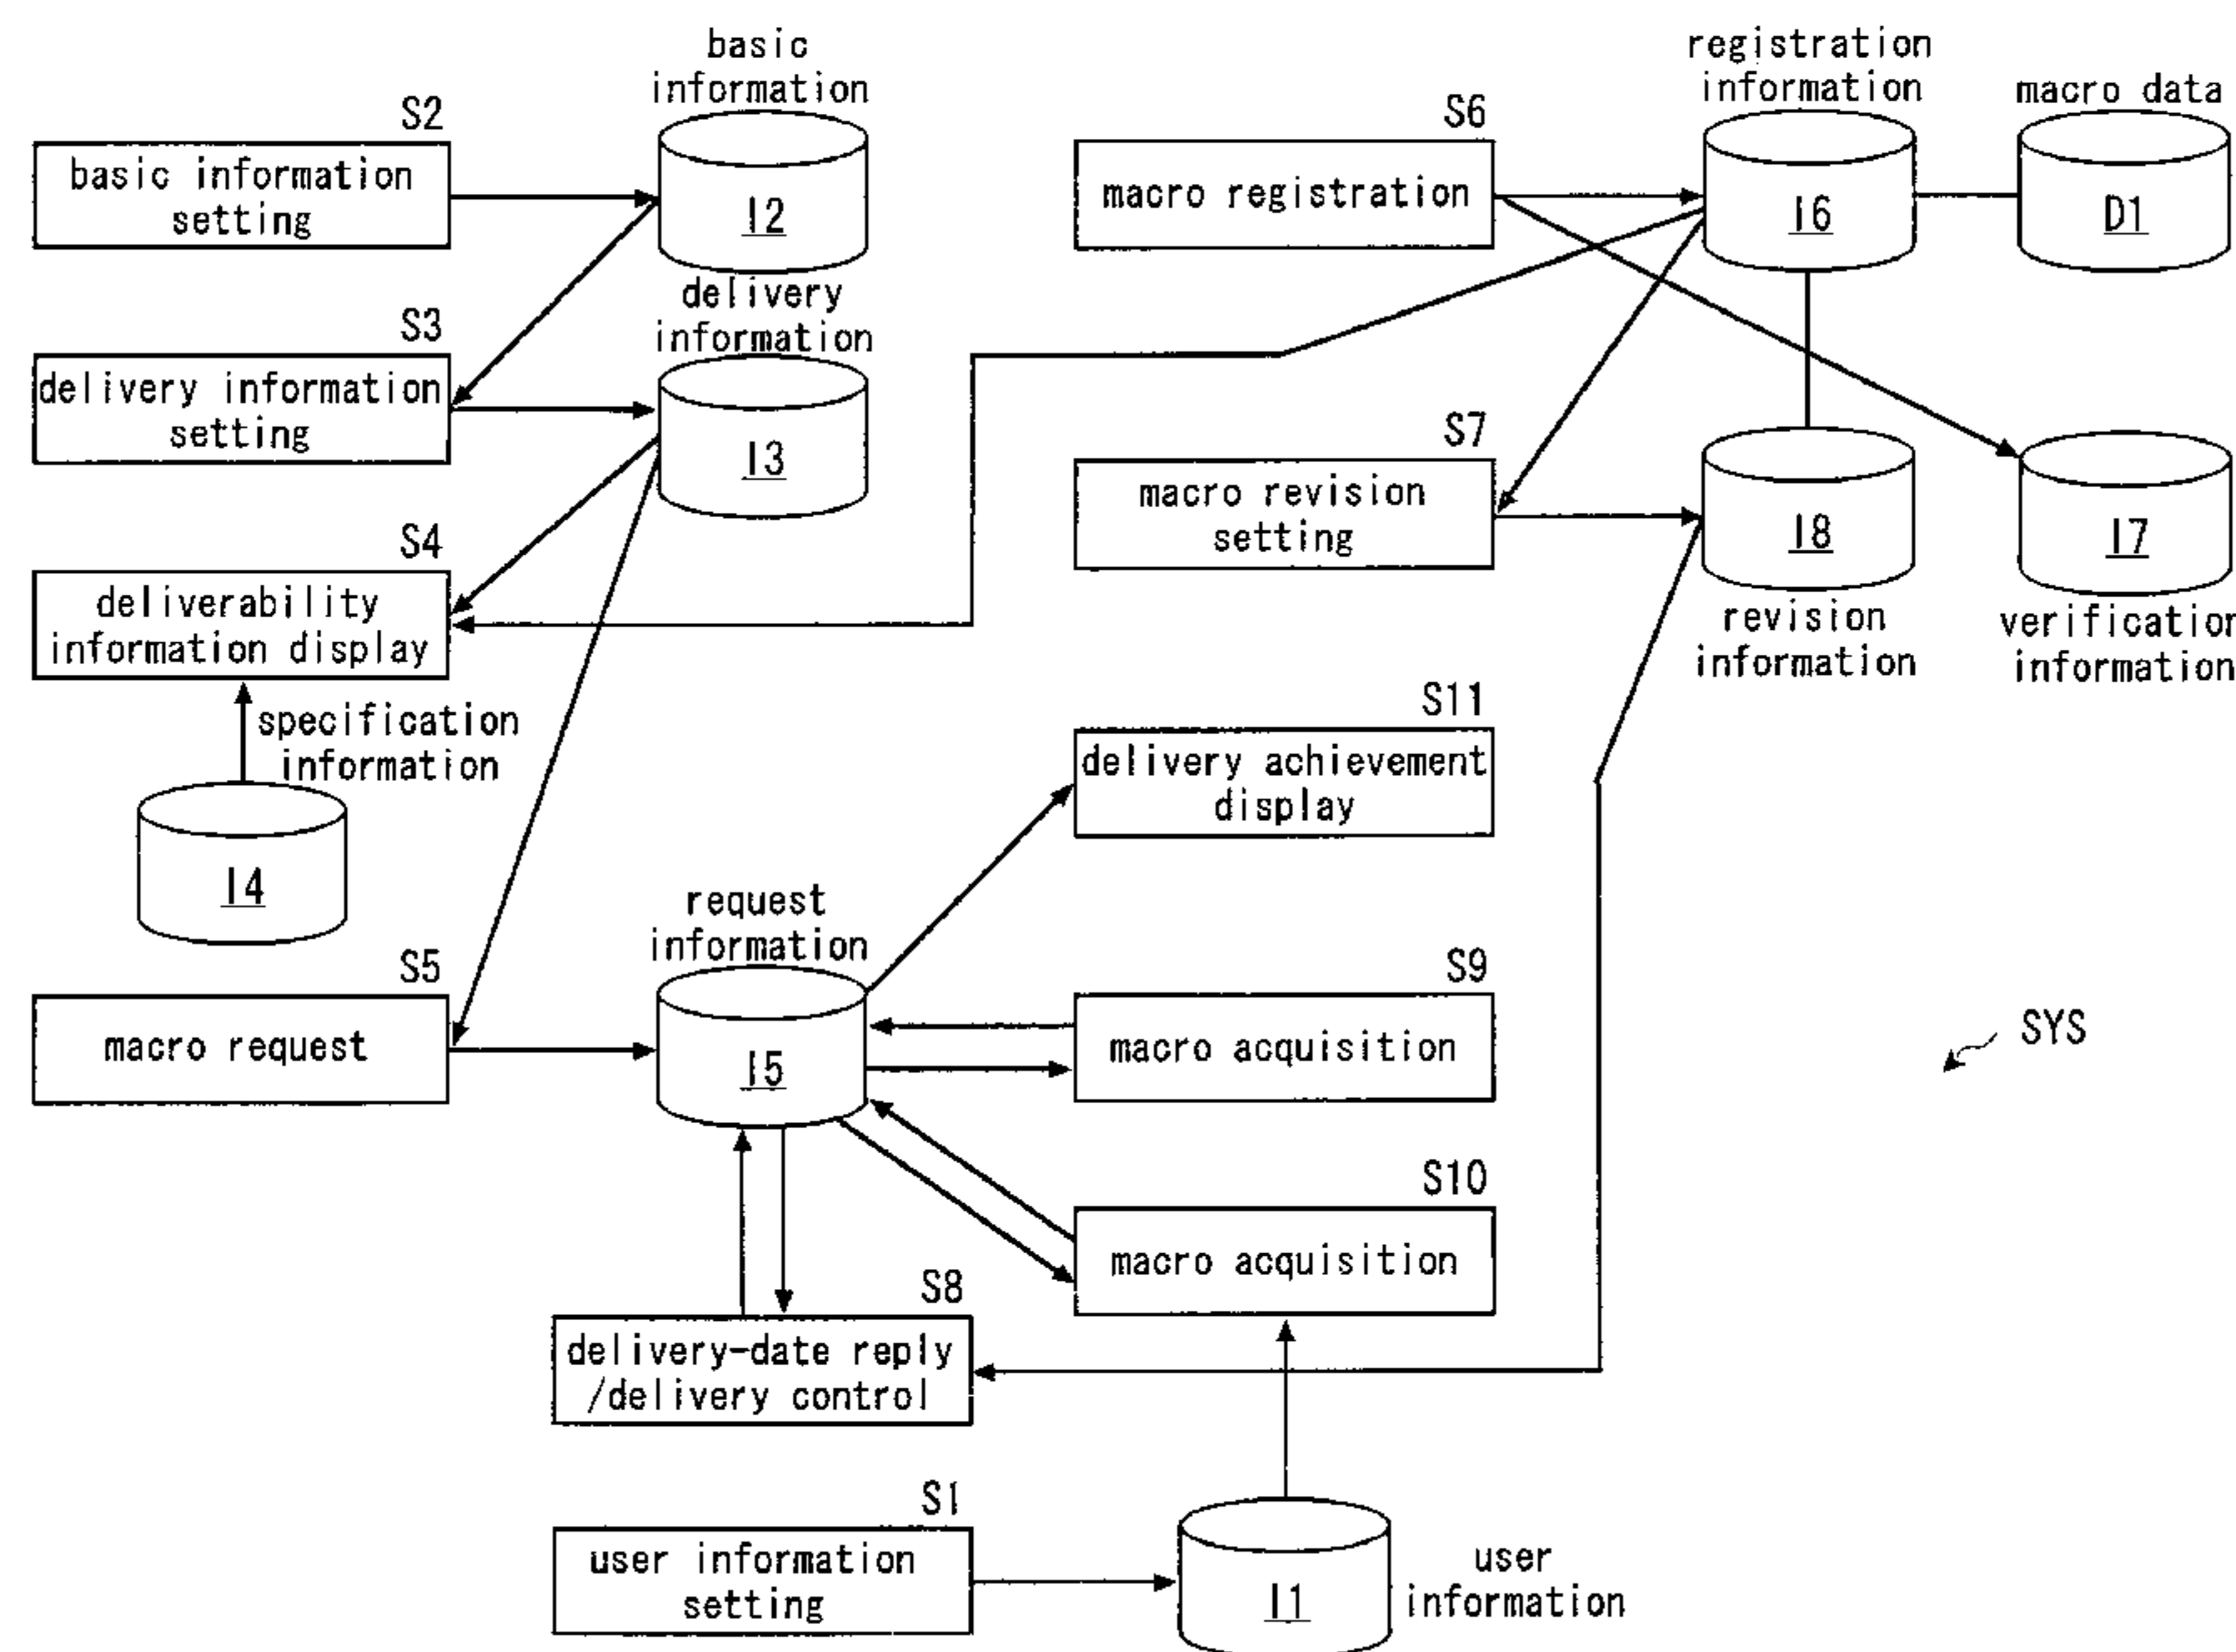 basic
information
S2
basic information
setting
I2
delivery
information
S3
delivery information
setting
I3
S4
deliverability
information display
specification
information
I4
S5
macro request
request
information
I5
S8
delivery-date reply
/delivery control
S1
user information
setting
I1
user
information
registration
information
macro data
S6
macro registration
I6
D1
S7
macro revision
setting
I8
I7
revision
information
verification
information
S11
delivery achievement
display
S9
macro acquisition
SYS
S10
macro acquisition